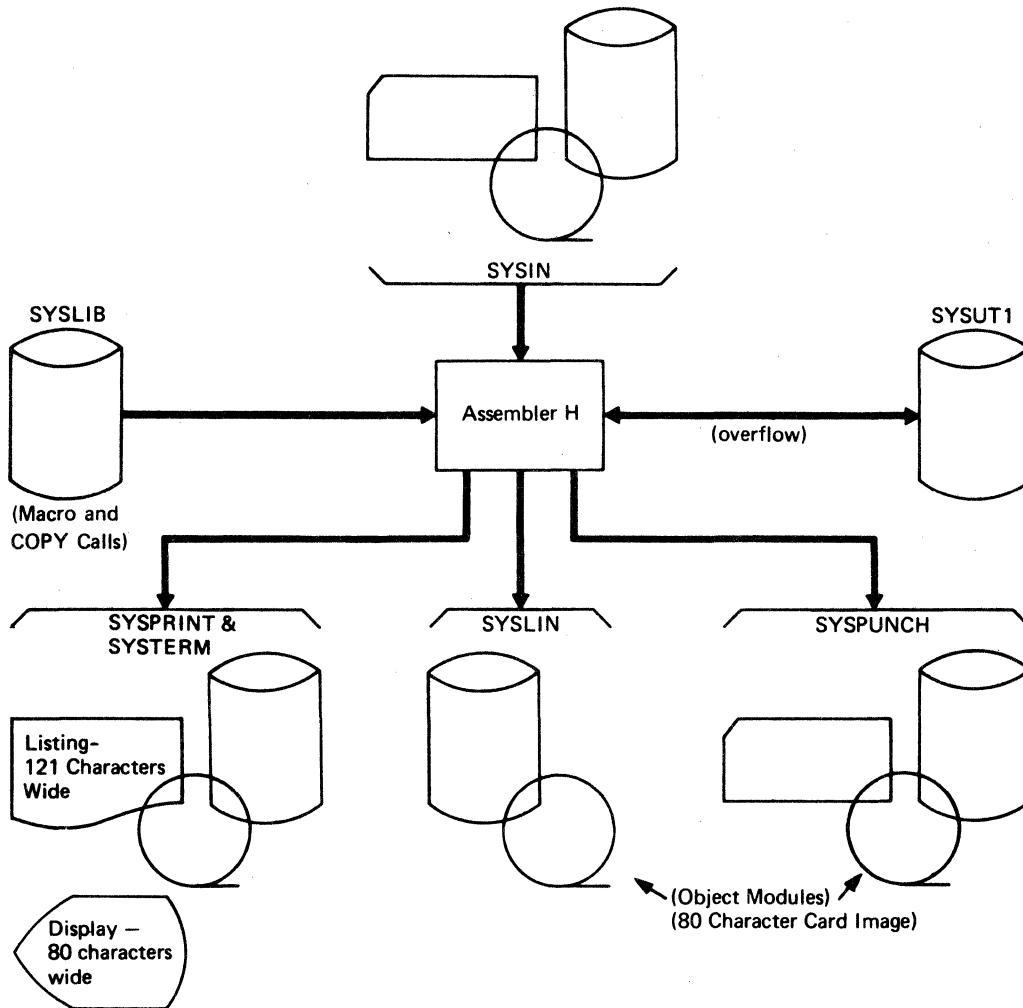 SYSIN
SYSLIB
SYSUT1
Assembler H
(overflow)
(Macro and
COPY Calls)
SYSPRINT &
SYSTERM
SYSLIN
SYSPUNCH
Listing-
121 Characters
Wide
(Object Modules)
(80 Character Card Image)
Display —
80 characters
wide